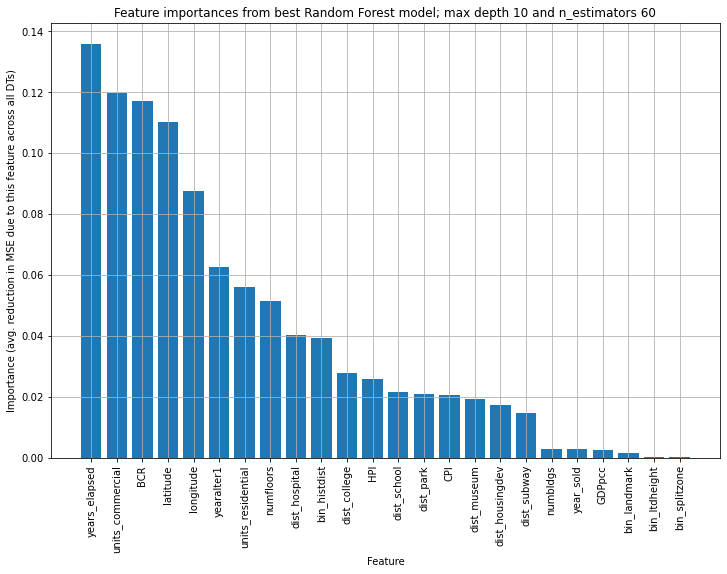 Feature importances from best Random Forest model; max depth 10 and n_estimators 60
Importance (avg. reduction in MSE due to this feature across all DTs)
0.14
0.12
0.10
0.08
0.06
0.04
0.02
0.00
years_elapsed
units_commercial
BCR
latitude
longitude
yearalter1
units_residential
numfloors
dist_hospital
bin_histdist
dist_college
HPI
dist_school
dist_park
CPI
dist_museum
dist_housingdev
dist_subway
numbldgs
year_sold
GDPpcc
bin_landmark
bin_ltdheight
bin_splitzone
Feature